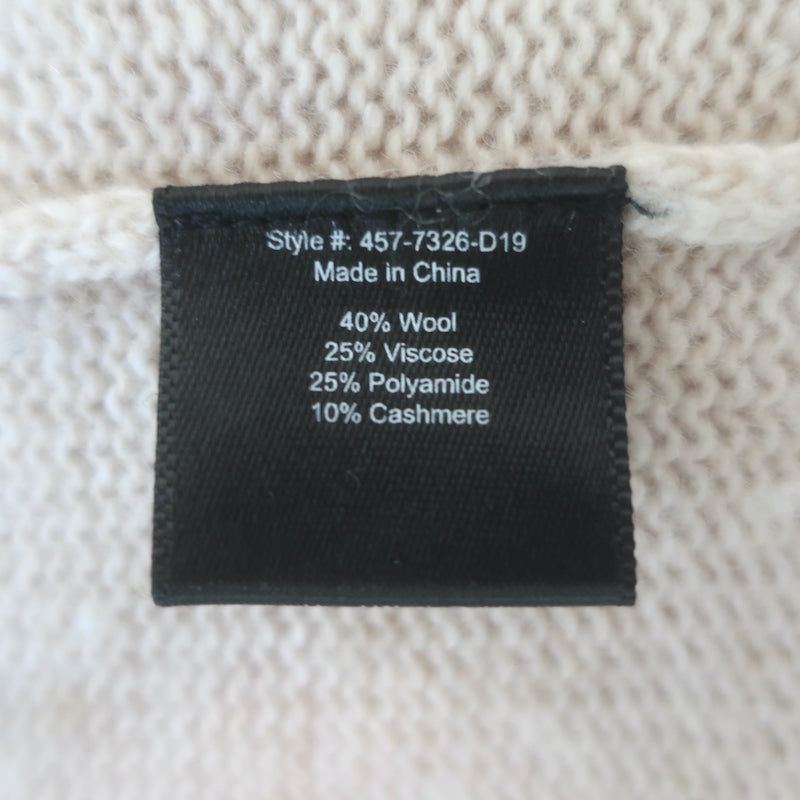 Style #: 457-7326-D19
Made in China
40% Wool
25% Viscose
25% Polyamide
10% Cashmere